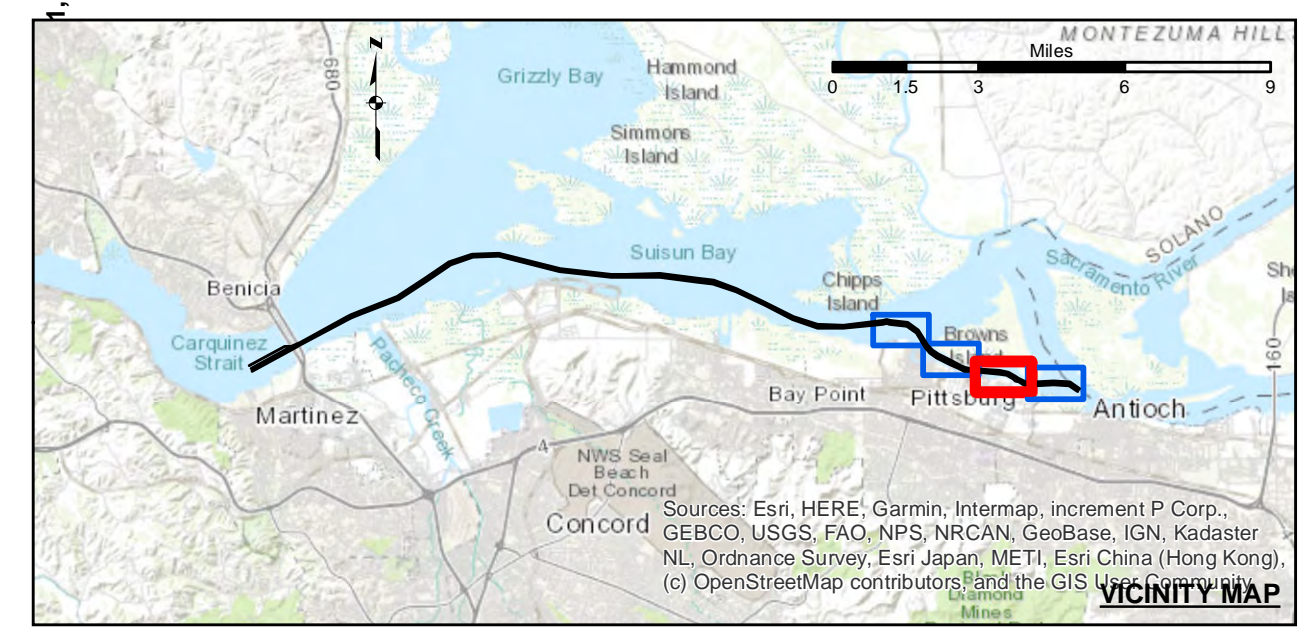 1,
MONTEZUMA HILL
Miles
0 1.5 3 6 9
N
680
Grizzly Bay
Hammond
Island
Simmons
Island
SOLANO
Suisun Bay
Sacramento River
Chipps
Island
Benicia
Browns
Island
Carquinez
Strait
Pacheco Creek
160
Bay Point
Pittsburg
Antioch
Martinez
4
NWS Seal
Beach
Det Concord
Concord
Sources: Esri, HERE, Garmin, Intermap, increment P Corp.,
GEBCO, USGS, FAO, NPS, NRCAN, GeoBase, IGN, Kadaster
NL, Ordnance Survey, Esri Japan, METI, Esri China (Hong Kong),
(c) OpenStreetMap contributors, and the GIS User Community
Diamond
Mines
VICINITY MAP